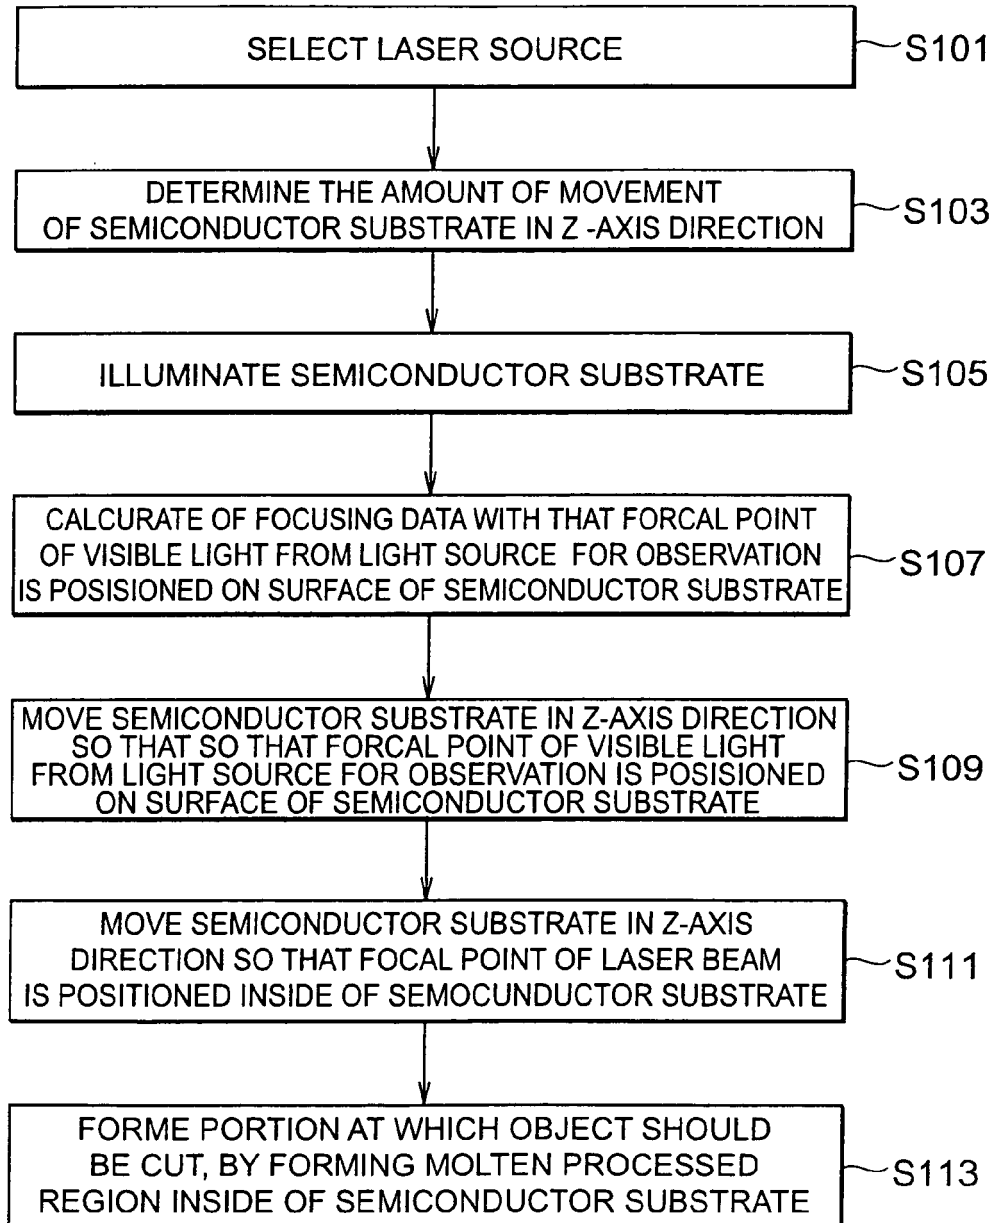 SELECT LASER SOURCE
S101
DETERMINE THE AMOUNT OF MOVEMENT
OF SEMICONDUCTOR SUBSTRATE IN Z -AXIS DIRECTION
S103
ILLUMINATE SEMICONDUCTOR SUBSTRATE
S105
CALCURATE OF FOCUSING DATA WITH THAT FORCAL POINT
OF VISIBLE LIGHT FROM LIGHT SOURCE FOR OBSERVATION
IS POSISIONED ON SURFACE OF SEMICONDUCTOR SUBSTRATE
S107
MOVE SEMICONDUCTOR SUBSTRATE IN Z-AXIS DIRECTION
SO THAT SO THAT FORCAL POINT OF VISIBLE LIGHT
FROM LIGHT SOURCE FOR OBSERVATION IS POSISIONED
ON SURFACE OF SEMICONDUCTOR SUBSTRATE
S109
MOVE SEMICONDUCTOR SUBSTRATE IN Z-AXIS
DIRECTION SO THAT FOCAL POINT OF LASER BEAM
IS POSITIONED INSIDE OF SEMOCUNDUCTOR SUBSTRATE
S111
FORME PORTION AT WHICH OBJECT SHOULD
BE CUT, BY FORMING MOLTEN PROCESSED
REGION INSIDE OF SEMICONDUCTOR SUBSTRATE
S113